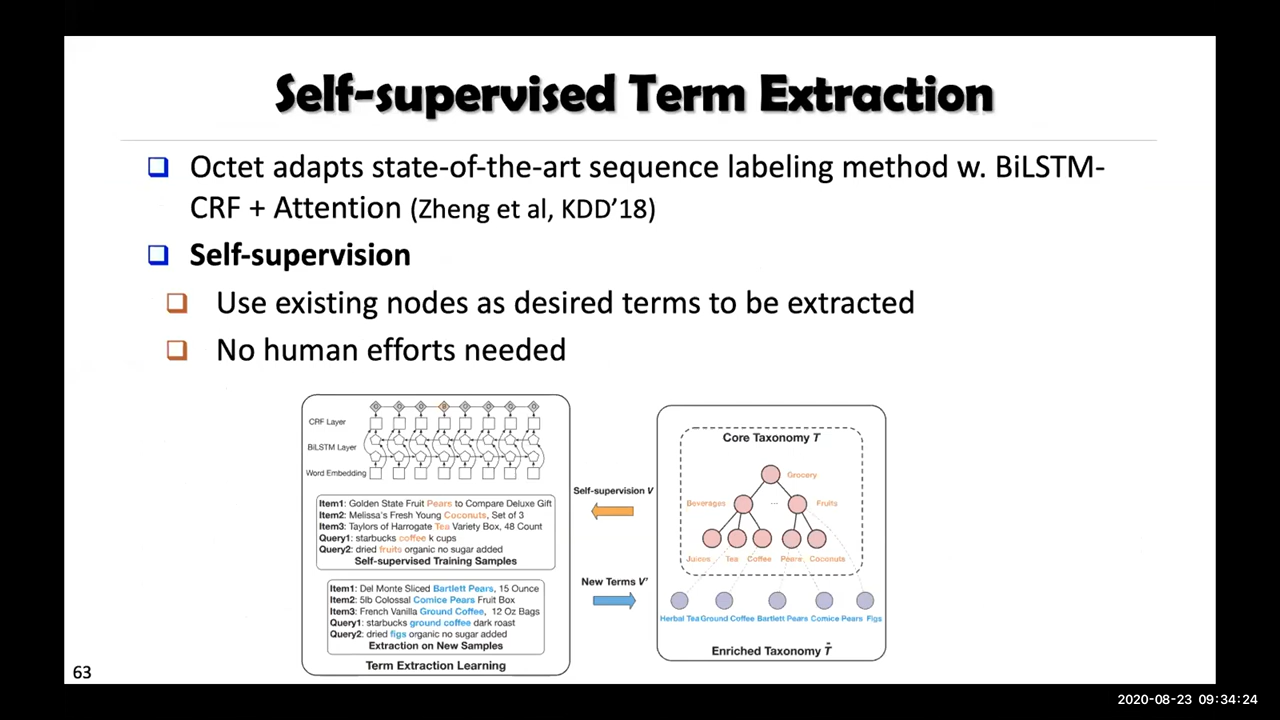 Self-supervised Term Extraction
Octet adapts state-of-the-art sequence labeling method w. BiLSTM-
CRF + Attention (Zheng et al, KDD’18)
Self-supervision
Use existing nodes as desired terms to be extracted
No human efforts needed
CRF Layer
BiLSTM Layer
Word Embedding
Item1: Golden State Fruit Pears to Compare Deluxe Gift
Item2: Melissa's Fresh Young Coconuts, Set of 3
Item3: Taylors of Harrogate Tea Variety Box, 48 Count
Query1: starbucks coffee k cups
Query2: dried fruits organic no sugar added
Self-supervised Training Samples
Item1: Del Monte Sliced Bartlett Pears, 15 Ounce
Item2: 5lb Colossal Comice Pears Fruit Box
Item3: French Vanilla Ground Coffee, 12 Oz Bags
Query1: starbucks ground coffee dark roast
Query2: dried figs organic no sugar added
Extraction on New Samples
Term Extraction Learning
Self-supervision V
New Terms V'
Core Taxonomy T
Grocery
Beverages
...
Fruits
Juices
Tea
Coffee
Pears
Coconuts
Herbal Tea
Ground Coffee
Bartlett Pears
Comice Pears
Figs
Enriched Taxonomy T̃
63
2020-08-23 09:34:24